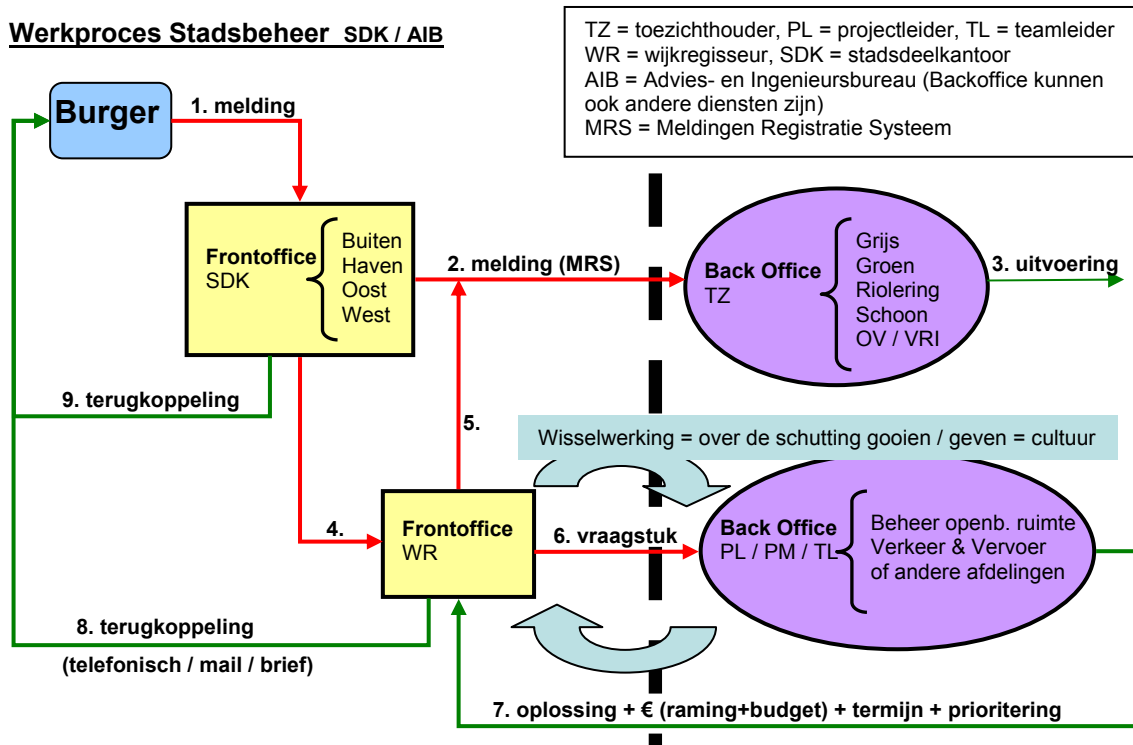 Werkproces Stadsbeheer SDK / AIB
TZ = toezichthouder, PL = projectleider, TL = teamleider
WR = wijkregisseur, SDK = stadsdeelkantoor
AIB = Advies- en Ingenieursbureau (Backoffice kunnen
ook andere diensten zijn)
MRS = Meldingen Registratie Systeem
Burger
1. melding
Frontoffice
SDK
Buiten
Haven
Oost
West
2. melding (MRS)
Back Office
TZ
Grijs
Groen
Riolering
Schoon
OV / VRI
3. uitvoering
9. terugkoppeling
5.
Wisselwerking = over de schutting gooien / geven = cultuur
4.
Frontoffice
WR
6. vraagstuk
Back Office
PL / PM / TL
Beheer openb. ruimte
Verkeer & Vervoer
of andere afdelingen
8. terugkoppeling
(telefonisch / mail / brief)
7. oplossing + € (raming+budget) + termijn + prioritering